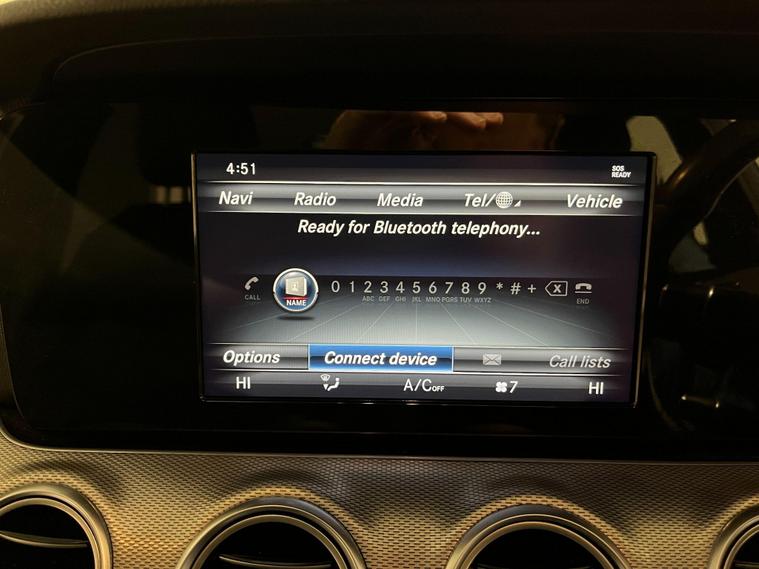 4:51 SOS
READY
Navi Radio Media Tel/ Vehicle
Ready for Bluetooth telephony...
0 1 2 3 4 5 6 7 8 9 * # +
CALL NAME ABC DEF GHI JKL MNO PQRS TUV WXYZ END
Options Connect device Call lists
HI A/C OFF 7 HI